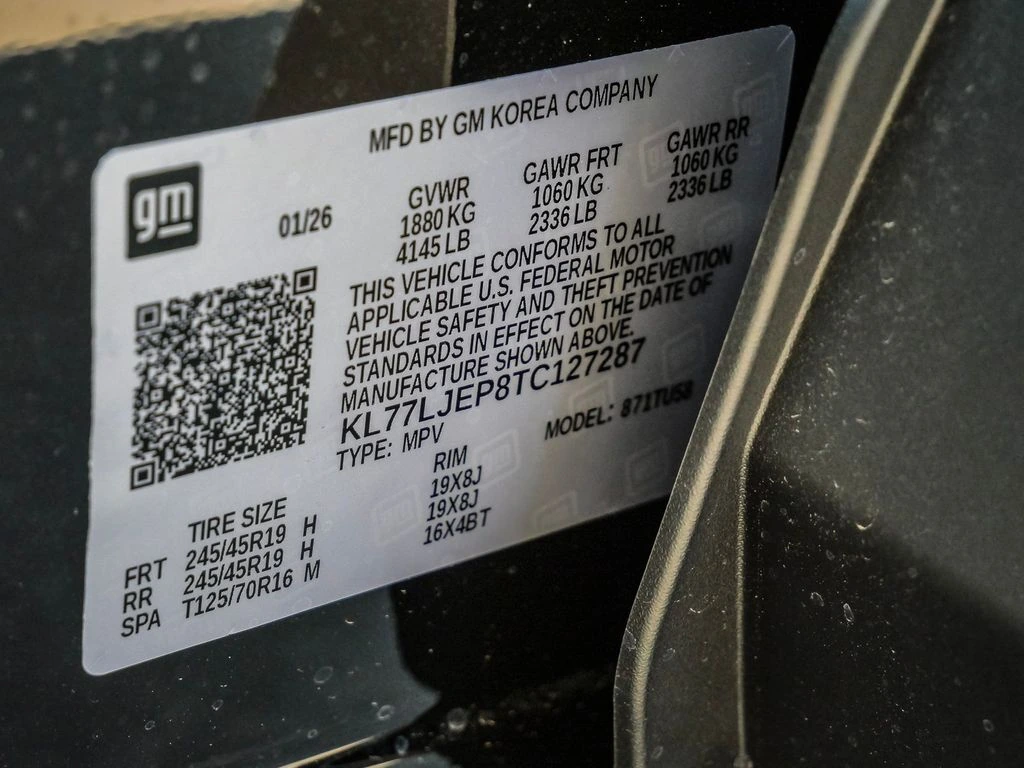 MFD BY GM KOREA COMPANY
gm
01/26
GVWR GAWR FRT GAWR RR
1880 KG 1060 KG 1060 KG
4145 LB 2336 LB 2336 LB
THIS VEHICLE CONFORMS TO ALL
APPLICABLE U.S. FEDERAL MOTOR
VEHICLE SAFETY AND THEFT PREVENTION
STANDARDS IN EFFECT ON THE DATE OF
MANUFACTURE SHOWN ABOVE.
KL77LJEP8TC127287
TYPE: MPV MODEL: 871TU58
TIRE SIZE RIM
FRT 245/45R19 H 19X8J
RR 245/45R19 H 19X8J
SPA T125/70R16 M 16X4BT